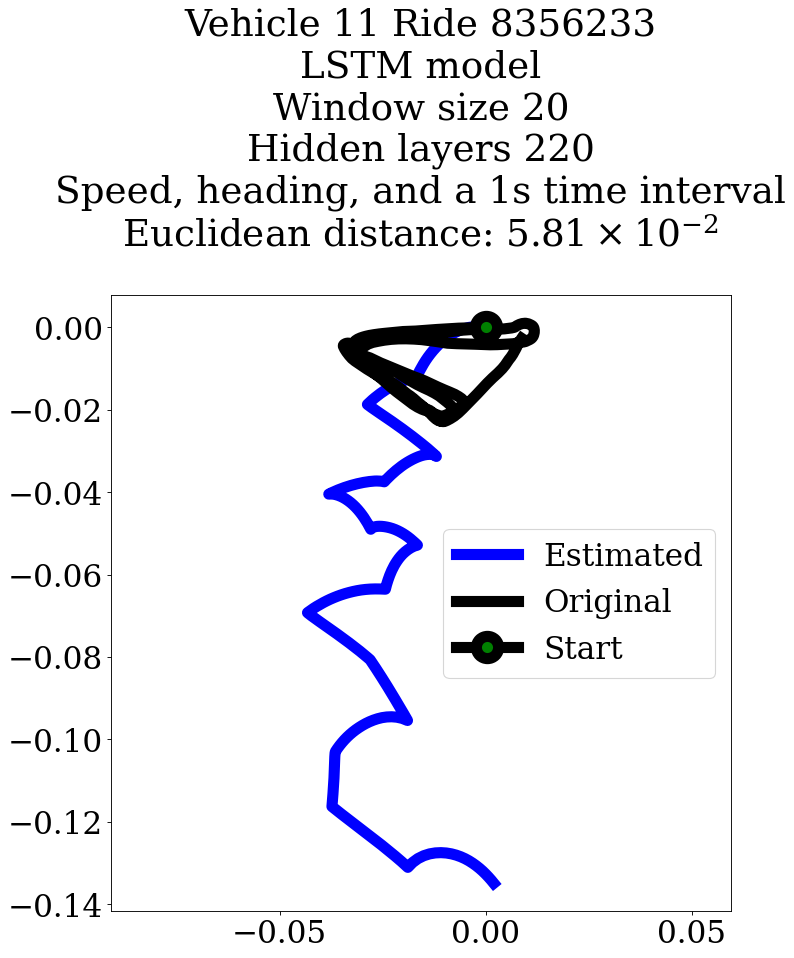 Vehicle 11 Ride 8356233
LSTM model
Window size 20
Hidden layers 220
Speed, heading, and a 1s time interval
Euclidean distance: 5.81 × 10⁻²
0.00
−0.02
−0.04
−0.06
−0.08
−0.10
−0.12
−0.14
Estimated
Original
Start
−0.05
0.00
0.05